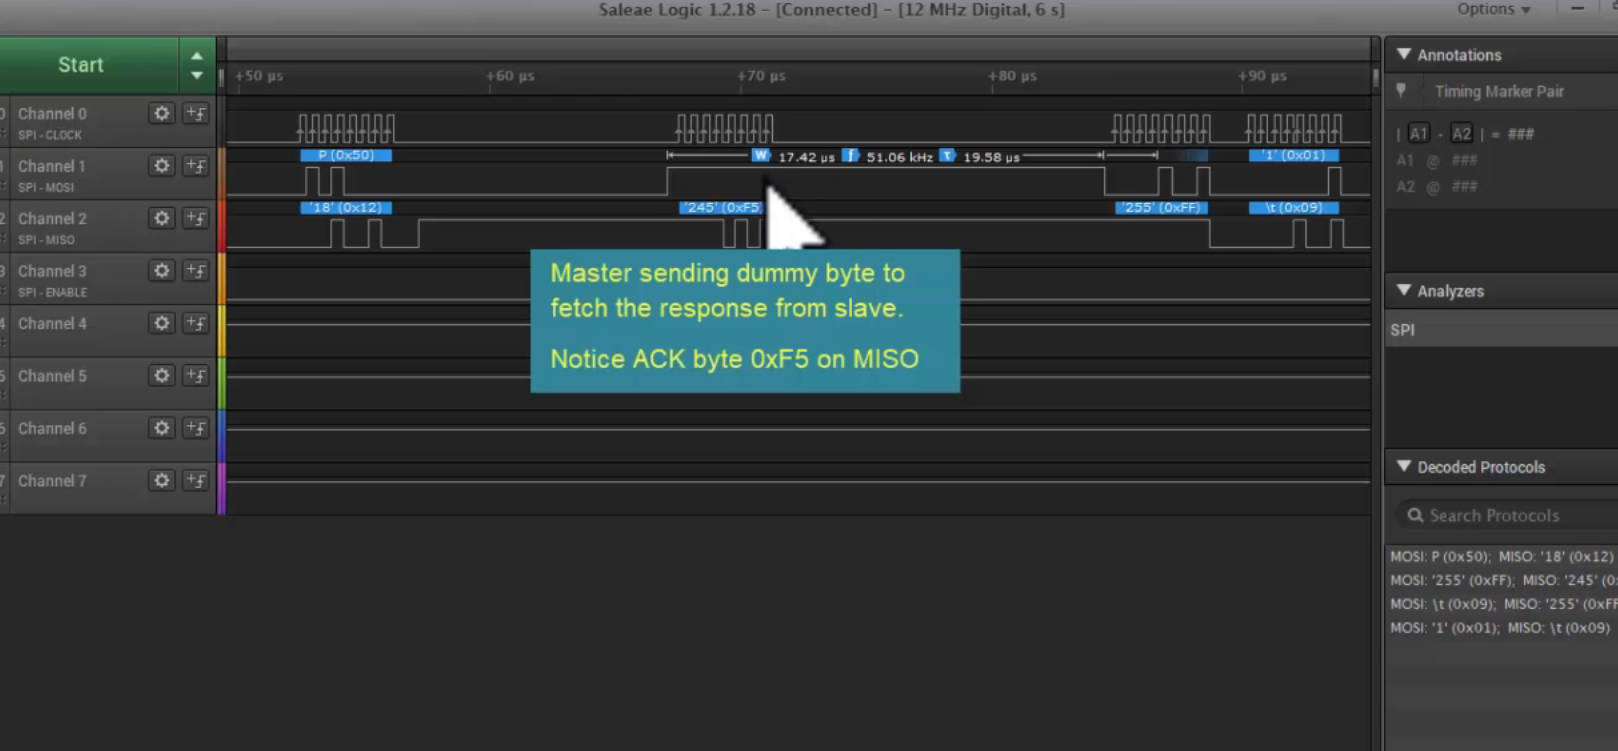 Saleae Logic 1.2.18 – [Connected] – [12 MHz Digital, 6 s]
Options
Start
+50 µs
+60 µs
+70 µs
+80 µs
+90 µs
Annotations
Timing Marker Pair
| A1 - A2 | = ###
A1 @ ###
A2 @ ###
0 Channel 0
SPI - CLOCK
P (0x50)
W 17.42 µs f 51.06 kHz T 19.58 µs
'1' (0x01)
1 Channel 1
SPI - MOSI
'18' (0x12)
'245' (0xF5
'255' (0xFF)
\t (0x09)
2 Channel 2
SPI - MISO
3 Channel 3
SPI - ENABLE
4 Channel 4
5 Channel 5
6 Channel 6
7 Channel 7
Master sending dummy byte to
fetch the response from slave.
Notice ACK byte 0xF5 on MISO
Analyzers
SPI
Decoded Protocols
Search Protocols
MOSI: P (0x50); MISO: '18' (0x12)
MOSI: '255' (0xFF); MISO: '245' (0
MOSI: \t (0x09); MISO: '255' (0xFF
MOSI: '1' (0x01); MISO: \t (0x09)